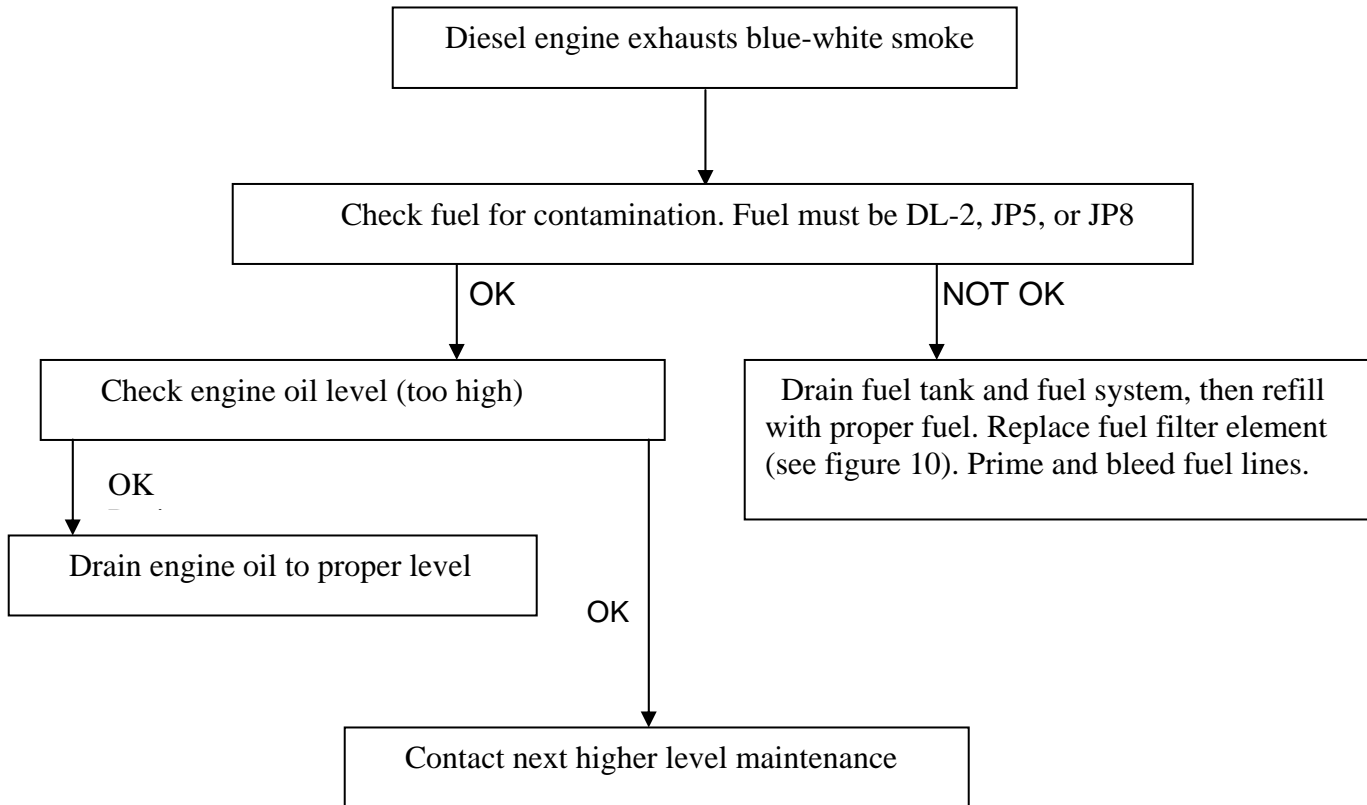 Diesel engine exhausts blue-white smoke
Check fuel for contamination. Fuel must be DL-2, JP5, or JP8
OK
NOT OK
Check engine oil level (too high)
Drain fuel tank and fuel system, then refill
with proper fuel. Replace fuel filter element
(see figure 10). Prime and bleed fuel lines.
OK
Drain engine oil to proper level
OK
Contact next higher level maintenance